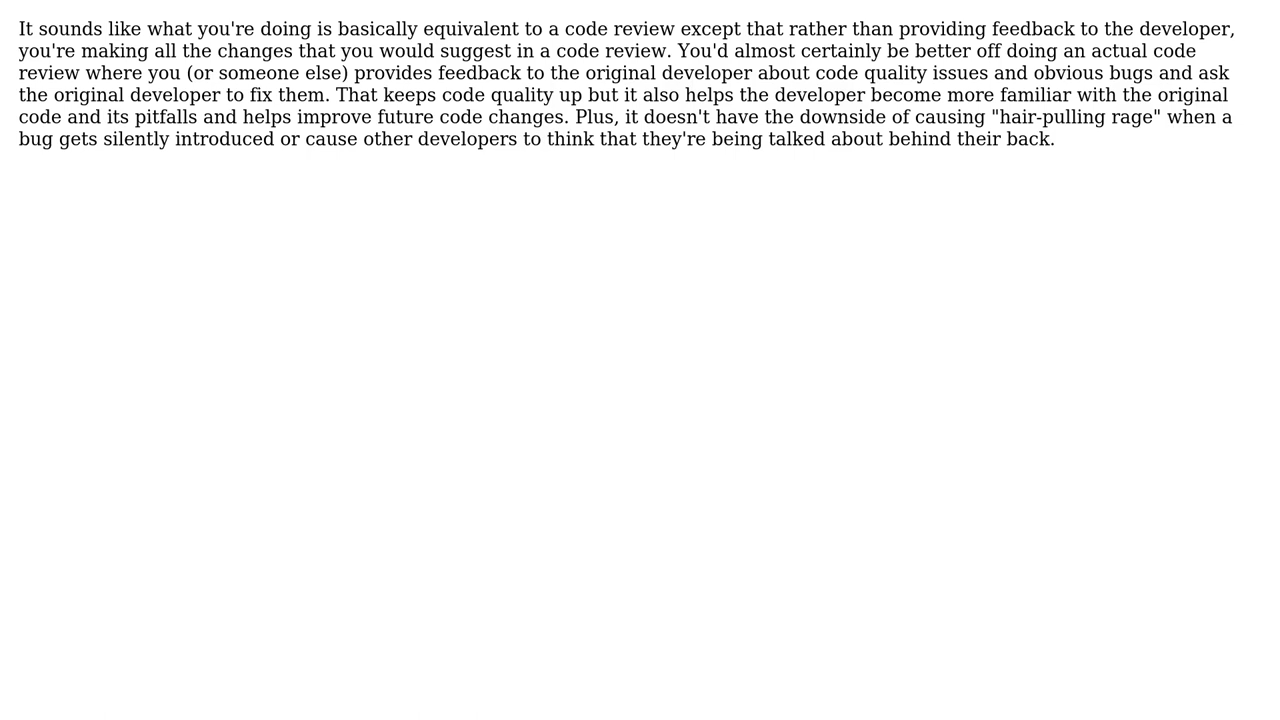 It sounds like what you're doing is basically equivalent to a code review except that rather than providing feedback to the developer,
you're making all the changes that you would suggest in a code review. You'd almost certainly be better off doing an actual code
review where you (or someone else) provides feedback to the original developer about code quality issues and obvious bugs and ask
the original developer to fix them. That keeps code quality up but it also helps the developer become more familiar with the original
code and its pitfalls and helps improve future code changes. Plus, it doesn't have the downside of causing "hair-pulling rage" when a
bug gets silently introduced or cause other developers to think that they're being talked about behind their back.